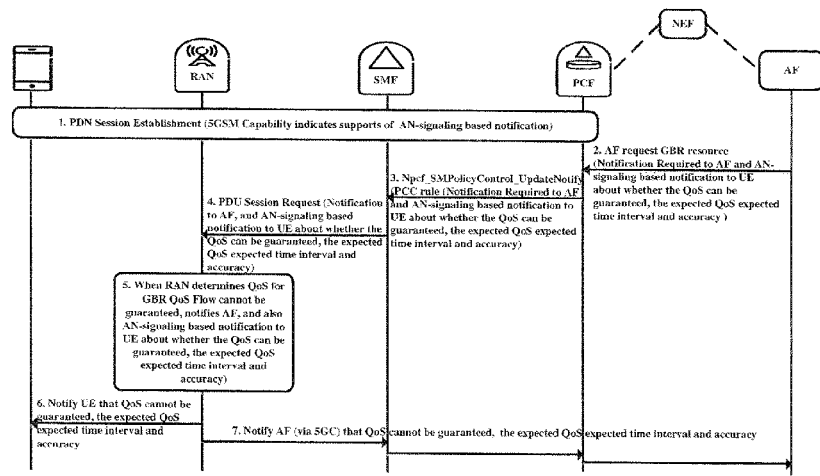 NEF
RAN
SMF
PCF
AF
1. PDN Session Establishment (5GSM Capability indicates supports of AN-signaling based notification)
2. AF request GBR resource
(Notification Required to AF and AN-
signaling based notification to UE
about whether the QoS can be
guaranteed, the expected QoS expected
time interval and accuracy )
3. Npcf_SMPolicyControl_UpdateNotify
(PCC rule (Notification Required to AF
and AN-signaling based notification to
UE about whether the QoS can be
guaranteed, the expected QoS expected
time interval and accuracy)
4. PDU Session Request (Notification
to AF, and AN-signaling based
notification to UE about whether the
QoS can be guaranteed, the expected
QoS expected time interval and
accuracy)
5. When RAN determines QoS for
GBR QoS Flow cannot be
guaranteed, notifies AF, and also
AN-signaling based notification to
UE about whether the QoS can be
guaranteed, the expected QoS
expected time interval and
accuracy)
6. Notify UE that QoS cannot be
guaranteed, the expected QoS
expected time interval and
accuracy
7. Notify AF (via 5GC) that QoS cannot be guaranteed, the expected QoS expected time interval and accuracy